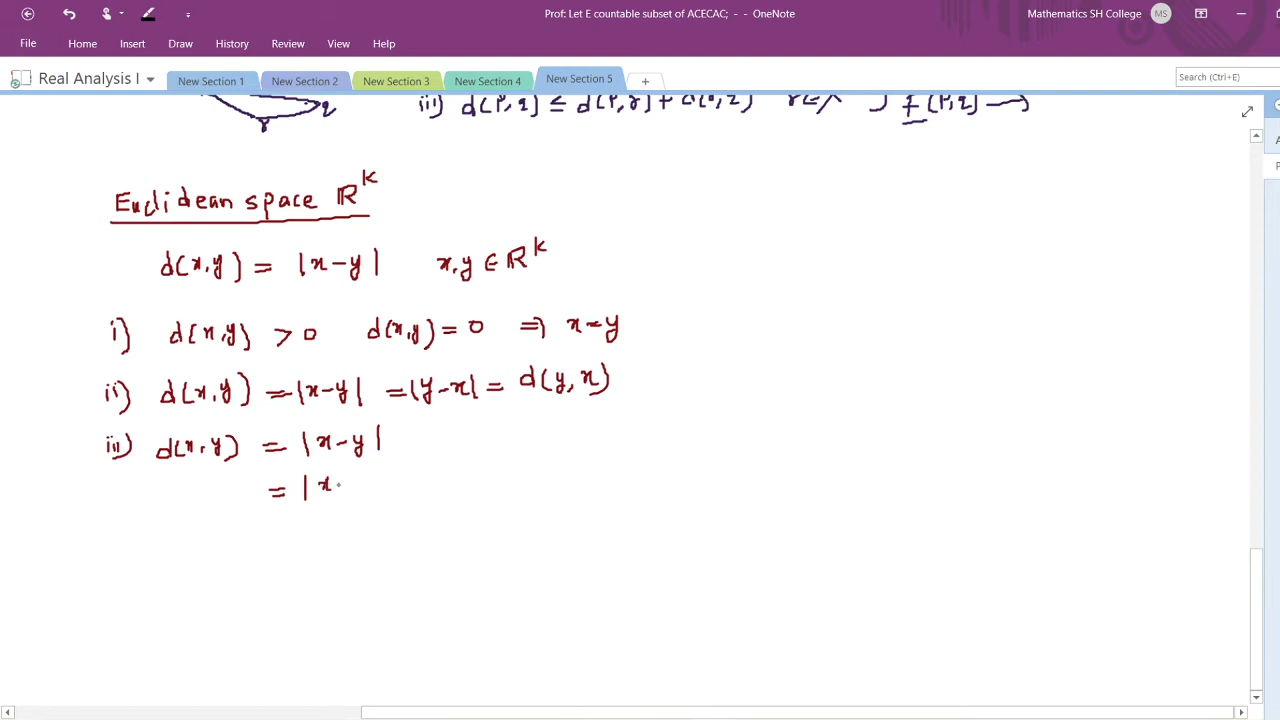 Prof: Let E countable subset of ACECAC; - - OneNote
Mathematics SH College MS
File Home Insert Draw History Review View Help
Real Analysis I New Section 1 New Section 2 New Section 3 New Section 4 New Section 5 + Search (Ctrl+E)
iii) d(p,q) ≤ d(p,r) + d(r,q) r∈X f(p,q)
r q
Euclidean space ℝ^k
d(x,y) = |x-y| x,y ∈ ℝ^k
i) d(x,y) > 0 d(x,y) = 0 ⇒ x=y
ii) d(x,y) = |x-y| = |y-x| = d(y,x)
iii) d(x,y) = |x-y|
= |x